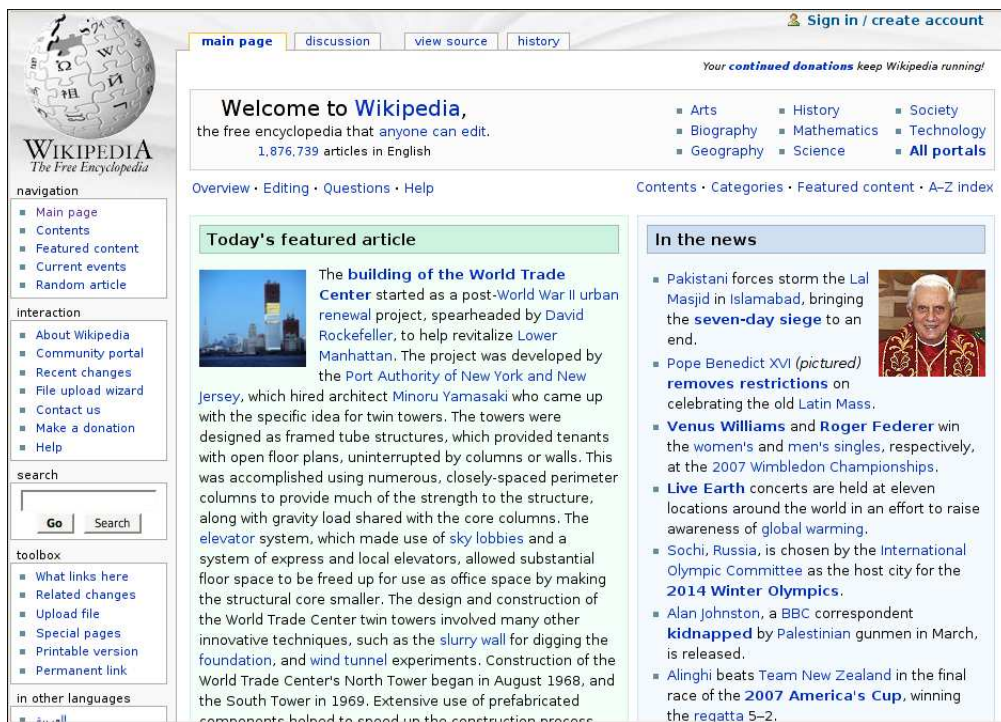 Sign in / create account
main page
discussion
view source
history
Your continued donations keep Wikipedia running!
WIKIPEDIA
The Free Encyclopedia
navigation
Main page
Contents
Featured content
Current events
Random article
interaction
About Wikipedia
Community portal
Recent changes
File upload wizard
Contact us
Make a donation
Help
search
Go
Search
toolbox
What links here
Related changes
Upload file
Special pages
Printable version
Permanent link
in other languages
العربية
Welcome to Wikipedia,
the free encyclopedia that anyone can edit.
1,876,739 articles in English
Arts
Biography
Geography
History
Mathematics
Science
Society
Technology
All portals
Overview · Editing · Questions · Help
Contents · Categories · Featured content · A–Z index
Today's featured article
The building of the World Trade
Center started as a post-World War II urban
renewal project, spearheaded by David
Rockefeller, to help revitalize Lower
Manhattan. The project was developed by
the Port Authority of New York and New
Jersey, which hired architect Minoru Yamasaki who came up
with the specific idea for twin towers. The towers were
designed as framed tube structures, which provided tenants
with open floor plans, uninterrupted by columns or walls. This
was accomplished using numerous, closely-spaced perimeter
columns to provide much of the strength to the structure,
along with gravity load shared with the core columns. The
elevator system, which made use of sky lobbies and a
system of express and local elevators, allowed substantial
floor space to be freed up for use as office space by making
the structural core smaller. The design and construction of
the World Trade Center twin towers involved many other
innovative techniques, such as the slurry wall for digging the
foundation, and wind tunnel experiments. Construction of the
World Trade Center's North Tower began in August 1968, and
the South Tower in 1969. Extensive use of prefabricated
components helped to speed up the construction process
In the news
Pakistani forces storm the Lal
Masjid in Islamabad, bringing
the seven-day siege to an
end.
Pope Benedict XVI (pictured)
removes restrictions on
celebrating the old Latin Mass.
Venus Williams and Roger Federer win
the women's and men's singles, respectively,
at the 2007 Wimbledon Championships.
Live Earth concerts are held at eleven
locations around the world in an effort to raise
awareness of global warming.
Sochi, Russia, is chosen by the International
Olympic Committee as the host city for the
2014 Winter Olympics.
Alan Johnston, a BBC correspondent
kidnapped by Palestinian gunmen in March,
is released.
Alinghi beats Team New Zealand in the final
race of the 2007 America's Cup, winning
the regatta 5–2.